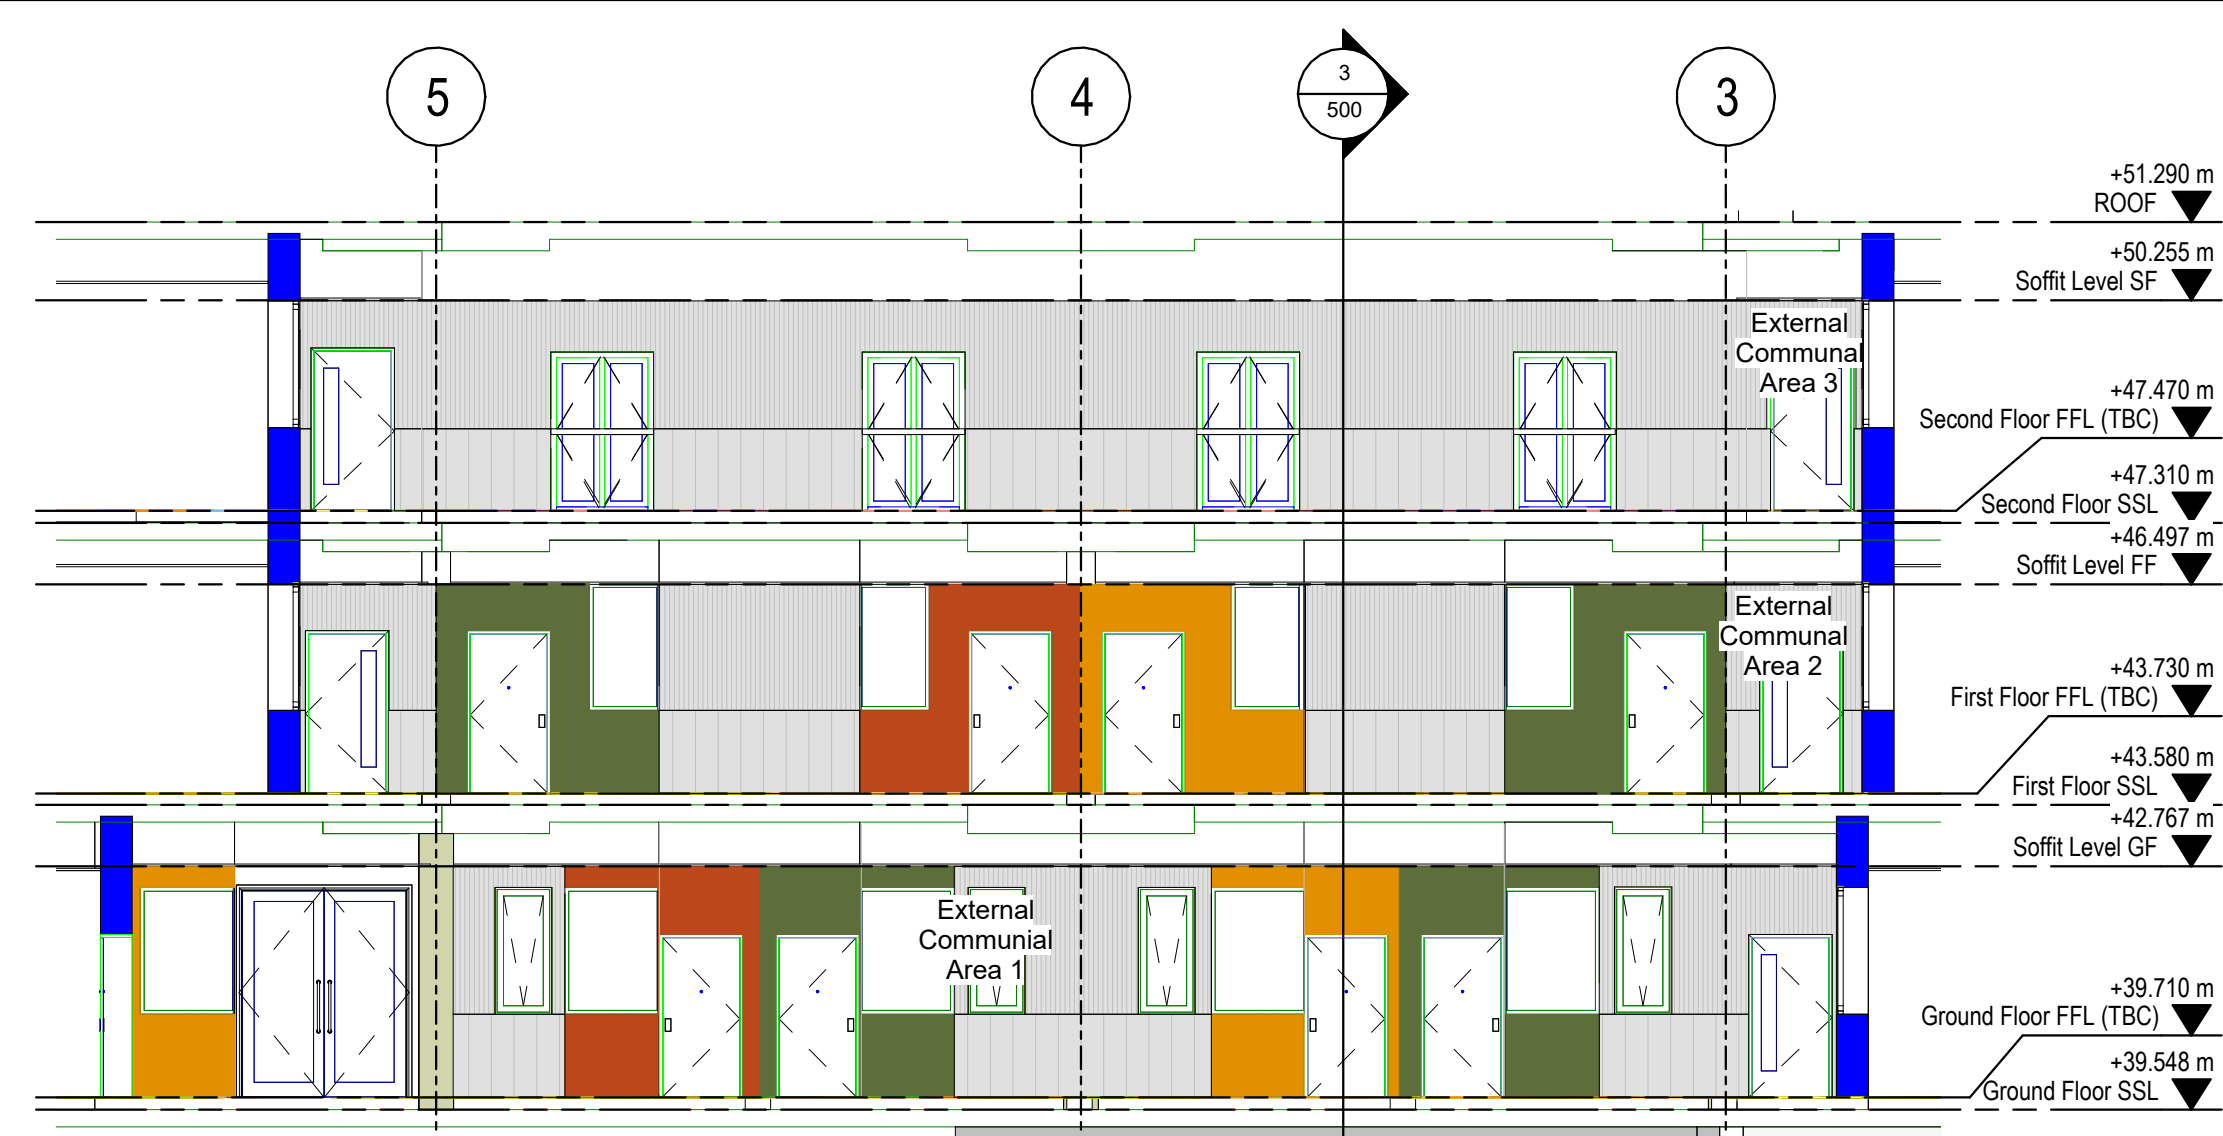 5
4
3
500
3
+51.290 m
ROOF
+50.255 m
Soffit Level SF
External
Communal
Area 3
+47.470 m
Second Floor FFL (TBC)
+47.310 m
Second Floor SSL
+46.497 m
Soffit Level FF
External
Communal
Area 2
+43.730 m
First Floor FFL (TBC)
+43.580 m
First Floor SSL
+42.767 m
Soffit Level GF
External
Communial
Area 1
+39.710 m
Ground Floor FFL (TBC)
+39.548 m
Ground Floor SSL